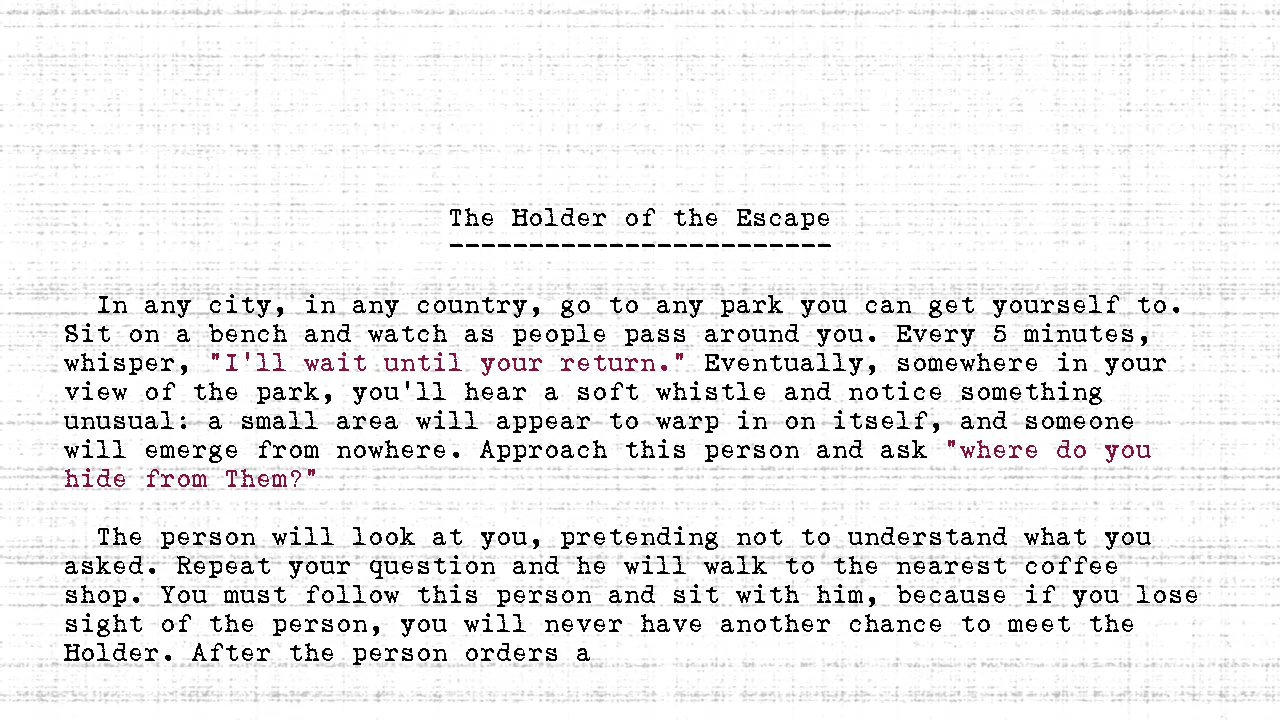 The Holder of the Escape
------------------------
In any city, in any country, go to any park you can get yourself to.
Sit on a bench and watch as people pass around you. Every 5 minutes,
whisper, "I'll wait until your return." Eventually, somewhere in your
view of the park, you'll hear a soft whistle and notice something
unusual: a small area will appear to warp in on itself, and someone
will emerge from nowhere. Approach this person and ask "where do you
hide from Them?"
The person will look at you, pretending not to understand what you
asked. Repeat your question and he will walk to the nearest coffee
shop. You must follow this person and sit with him, because if you lose
sight of the person, you will never have another chance to meet the
Holder. After the person orders a